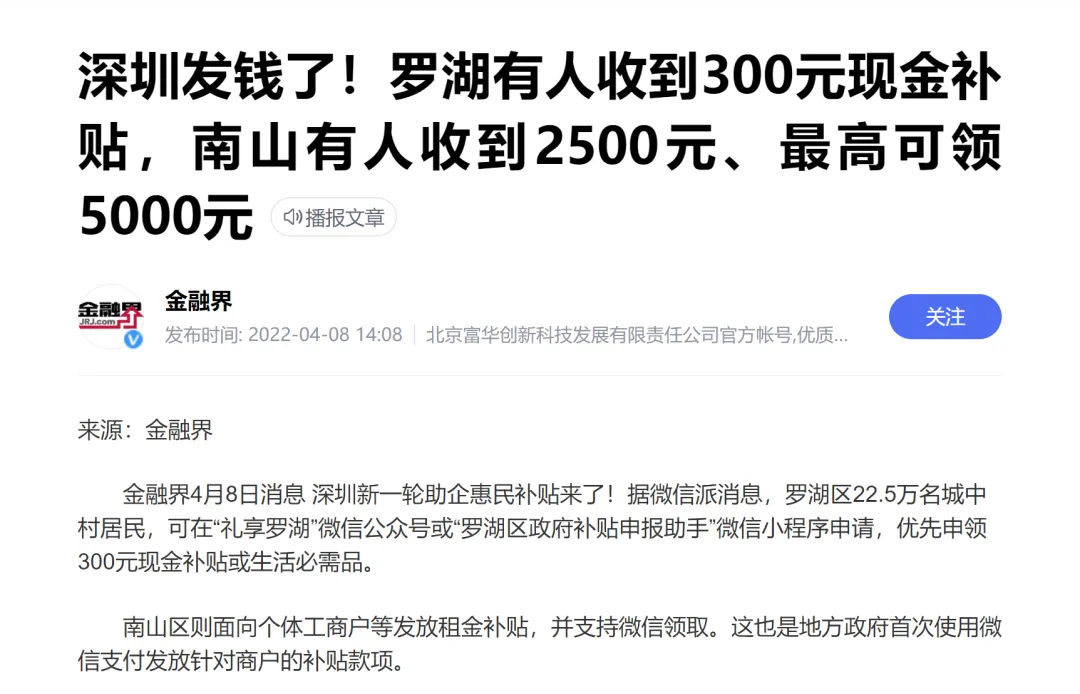 深圳发钱了！罗湖有人收到300元现金补
贴，南山有人收到2500元、最高可领
5000元 播报文章
金融界
JRJ.com
金融界
发布时间: 2022-04-08 14:08 北京富华创新科技发展有限责任公司官方帐号,优质...
关注
来源：金融界
金融界4月8日消息 深圳新一轮助企惠民补贴来了！据微信派消息，罗湖区22.5万名城中
村居民，可在“礼享罗湖”微信公众号或“罗湖区政府补贴申报助手”微信小程序申请，优先申领
300元现金补贴或生活必需品。
南山区则面向个体工商户等发放租金补贴，并支持微信领取。这也是地方政府首次使用微
信支付发放针对商户的补贴款项。